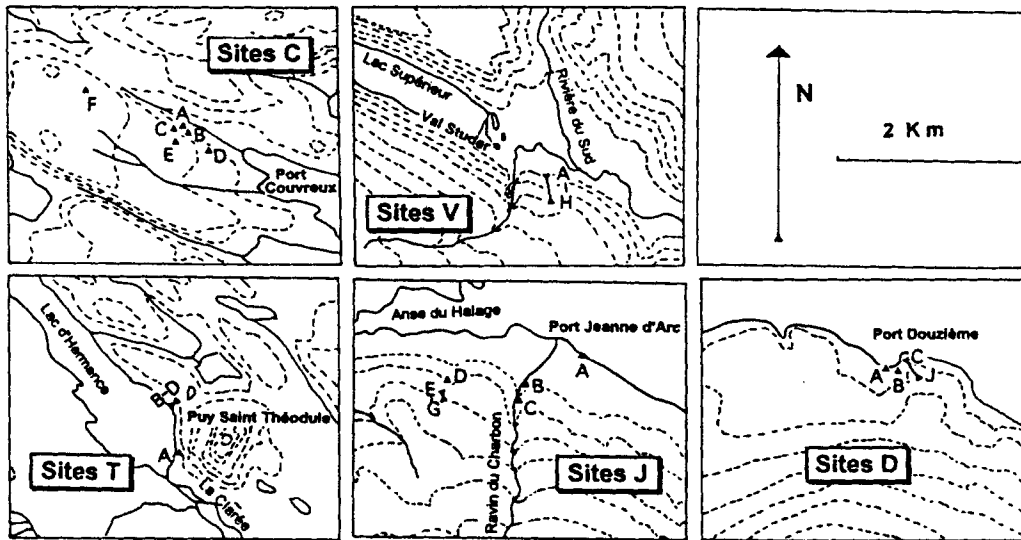 Sites C
F
A
C
B
E
D
Port
Couvreux
Lac Supérieur
Val Studer
Rivière du Sud
A
H
Sites V
N
2 Km
Lac d'Hermance
D
B
Puy Saint Théodule
A
Sites T
La Clarée
Anse du Halage
Port Jeanne d'Arc
A
D
E
B
G
C
Ravin du Charbon
Sites J
Port Douzième
C
A
B
J
Sites D